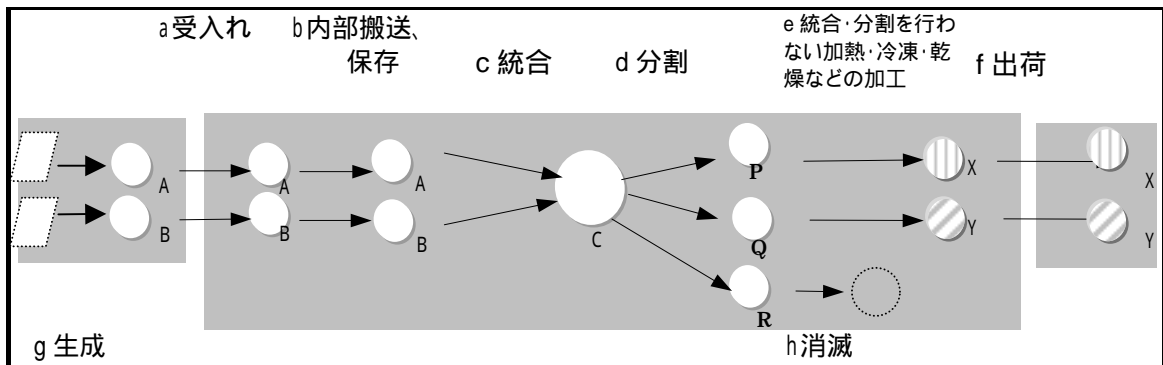 a受入れ
b内部搬送、
保存
c 統合
d 分割
e 統合・分割を行わ
ない加熱・冷凍・乾
燥などの加工
f 出荷
A
A
A
P
X
X
B
B
B
C
Q
Y
Y
R
g 生成
h消滅